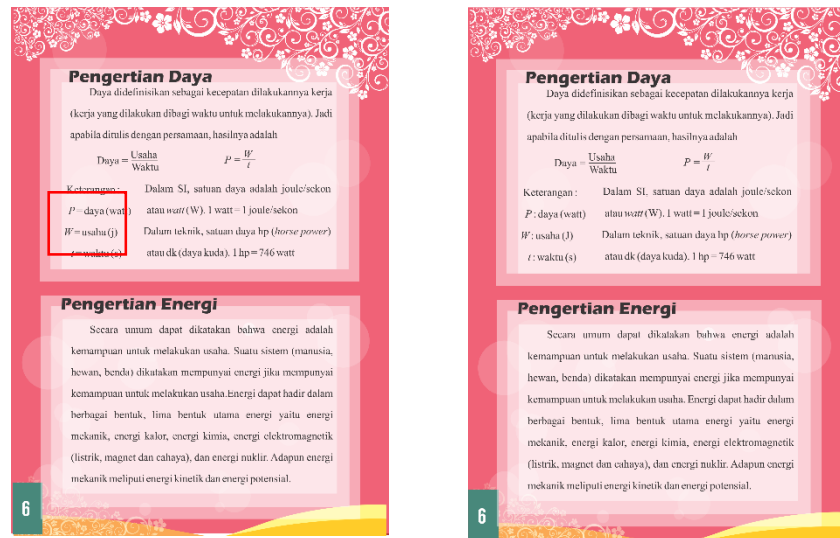 Pengertian Daya
Daya didefinisikan sebagai kecepatan dilakukannya kerja
(kerja yang dilakukan dibagi waktu untuk melakukannya). Jadi
apabila ditulis dengan persamaan, hasilnya adalah
Daya = Usaha / Waktu P = W / t
Keterangan : Dalam SI, satuan daya adalah joule/sekon
P = daya (watt) atau watt (W). 1 watt = 1 joule/sekon
W = usaha (j) Dalam teknik, satuan daya hp (horse power)
t = waktu (s) atau dk (daya kuda). 1 hp = 746 watt
Pengertian Energi
Secara umum dapat dikatakan bahwa energi adalah
kemampuan untuk melakukan usaha. Suatu sistem (manusia,
hewan, benda) dikatakan mempunyai energi jika mempunyai
kemampuan untuk melakukan usaha.Energi dapat hadir dalam
berbagai bentuk, lima bentuk utama energi yaitu energi
mekanik, energi kalor, energi kimia, energi elektromagnetik
(listrik, magnet dan cahaya), dan energi nuklir. Adapun energi
mekanik meliputi energi kinetik dan energi potensial.
6
Pengertian Daya
Daya didefinisikan sebagai kecepatan dilakukannya kerja
(kerja yang dilakukan dibagi waktu untuk melakukannya). Jadi
apabila ditulis dengan persamaan, hasilnya adalah
Daya = Usaha / Waktu P = W / t
Keterangan : Dalam SI, satuan daya adalah joule/sekon
P : daya (watt) atau watt (W). 1 watt = 1 joule/sekon
W : usaha (J) Dalam teknik, satuan daya hp (horse power)
t : waktu (s) atau dk (daya kuda). 1 hp = 746 watt
Pengertian Energi
Secara umum dapat dikatakan bahwa energi adalah
kemampuan untuk melakukan usaha. Suatu sistem (manusia,
hewan, benda) dikatakan mempunyai energi jika mempunyai
kemampuan untuk melakukan usaha. Energi dapat hadir dalam
berbagai bentuk, lima bentuk utama energi yaitu energi
mekanik, energi kalor, energi kimia, energi elektromagnetik
(listrik, magnet dan cahaya), dan energi nuklir. Adapun energi
mekanik meliputi energi kinetik dan energi potensial.
6